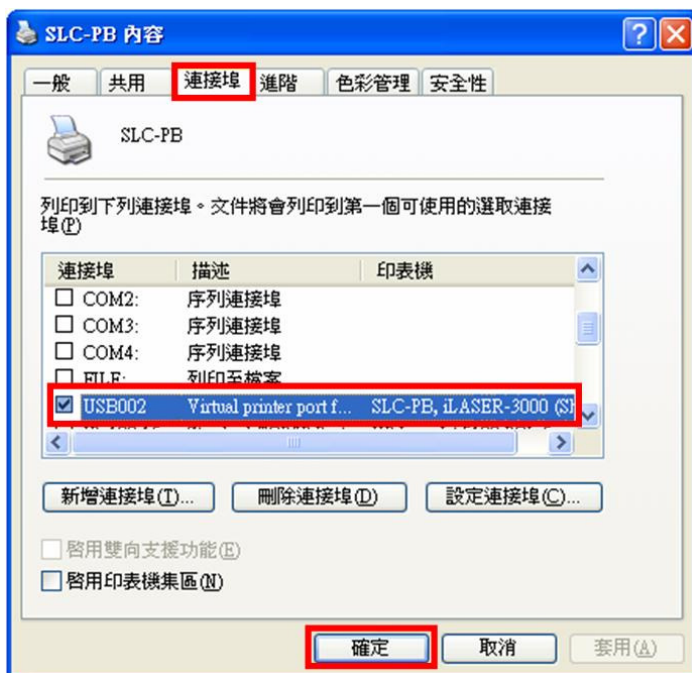 SLC-PB 內容
一般 共用 連接埠 進階 色彩管理 安全性
SLC-PB
列印到下列連接埠。文件將會列印到第一個可使用的選取連接
埠(P)
連接埠 描述 印表機
COM2: 序列連接埠
COM3: 序列連接埠
COM4: 序列連接埠
FILE: 列印至檔案
USB002 Virtual printer port f... SLC-PB, iLASER-3000 (SH
新增連接埠(T)... 刪除連接埠(D) 設定連接埠(C)...
啓用雙向支援功能(E)
啓用印表機集區(N)
確定 取消 套用(A)